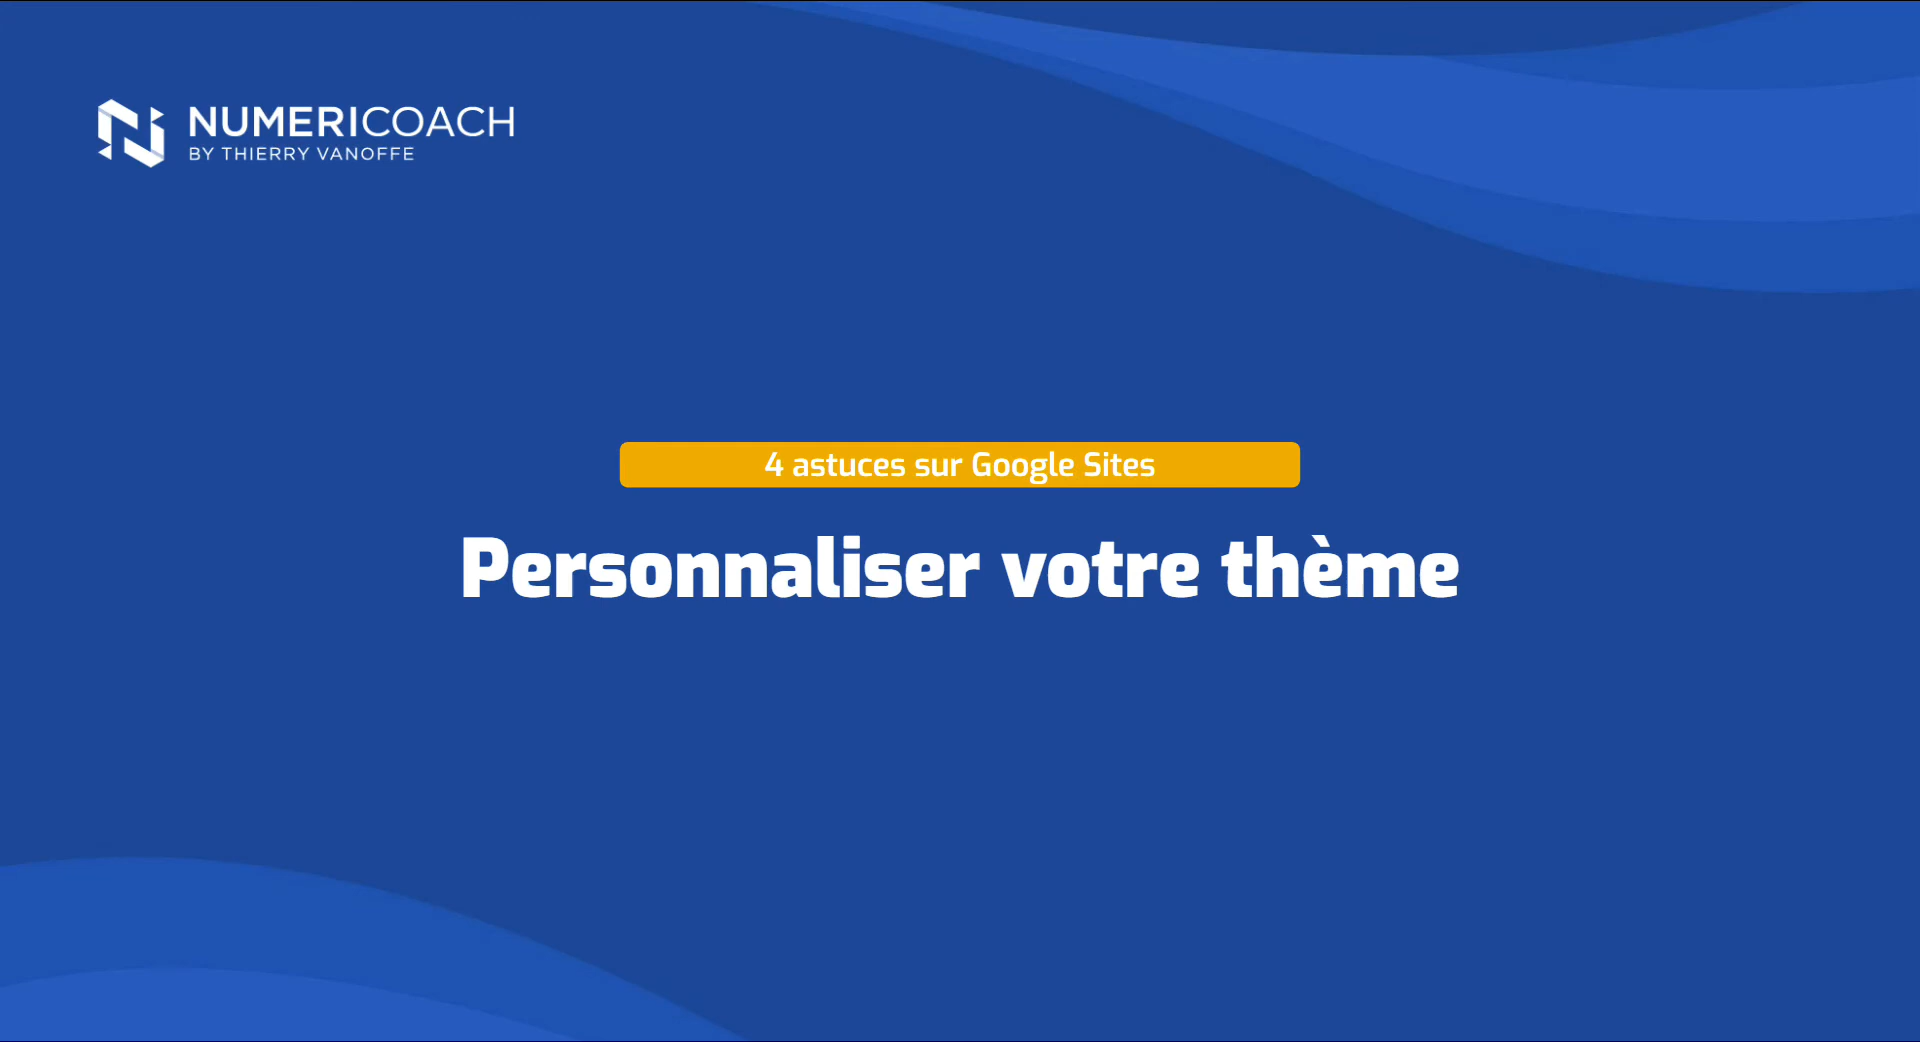 NUMERICOACH
BY THIERRY VANOFFE
4 astuces sur Google Sites
Personnaliser votre thème